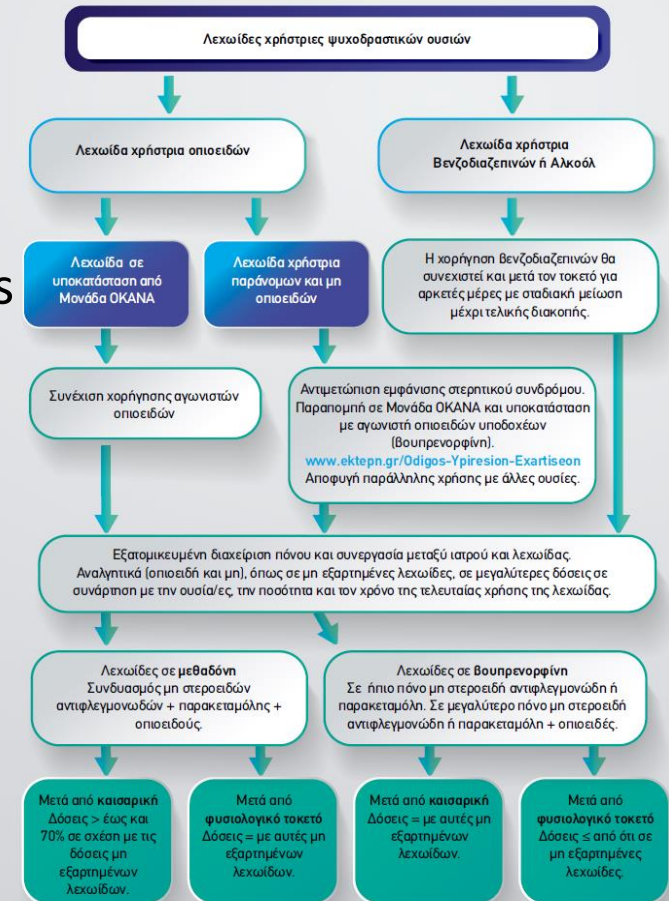 Λεχωίδες χρήστριες ψυχοδραστικών ουσιών
Λεχωίδα χρήστρια οπιοειδών
Λεχωίδα χρήστρια
Βενζοδιαζεπινών ή Αλκοόλ
Λεχωίδα σε
υποκατάσταση από
Μονάδα ΟΚΑΝΑ
Λεχωίδα χρήστρια
παράνομων και μη
οπιοειδών
Η χορήγηση βενζοδιαζεπινών θα
συνεχιστεί και μετά τον τοκετό για
αρκετές μέρες με σταδιακή μείωση
μέχρι τελικής διακοπής.
s
Συνέχιση χορήγησης αγωνιστών
οπιοειδών
Αντιμετώπιση εμφάνισης στερητικού συνδρόμου.
Παραπομπή σε Μονάδα ΟΚΑΝΑ και υποκατάσταση
με αγωνιστή οπιοειδών υποδοχέων
(βουπρενορφίνη).
www.ektepn.gr/Odigos-Ypiresion-Exartiseon
Αποφυγή παράλληλης χρήσης με άλλες ουσίες.
Εξατομικευμένη διαχείριση πόνου και συνεργασία μεταξύ ιατρού και λεχωίδας.
Αναλγητικά (οπιοειδή και μη), όπως σε μη εξαρτημένες λεχωίδες, σε μεγαλύτερες δόσεις σε
συνάρτηση με την ουσία/ες, την ποσότητα και τον χρόνο της τελευταίας χρήσης της λεχωίδας.
Λεχωίδες σε μεθαδόνη
Συνδυασμός μη στεροειδών
αντιφλεγμονωδών + παρακεταμόλης +
οπιοειδούς.
Λεχωίδες σε βουπρενορφίνη
Σε ήπιο πόνο μη στεροειδή αντιφλεγμονώδη ή
παρακεταμόλη. Σε μεγαλύτερο πόνο μη στεροειδή
αντιφλεγμονώδη ή παρακεταμόλη + οπιοειδές.
Μετά από καισαρική
Δόσεις > έως και
70% σε σχέση με τις
δόσεις μη
εξαρτημένων
λεχωίδων.
Μετά από
φυσιολογικό τοκετό
Δόσεις = με αυτές μη
εξαρτημένων
λεχωίδων.
Μετά από καισαρική
Δόσεις = με αυτές μη
εξαρτημένων
λεχωίδων.
Μετά από
φυσιολογικό τοκετό
Δόσεις ≤ από ότι σε
μη εξαρτημένες
λεχωίδες.